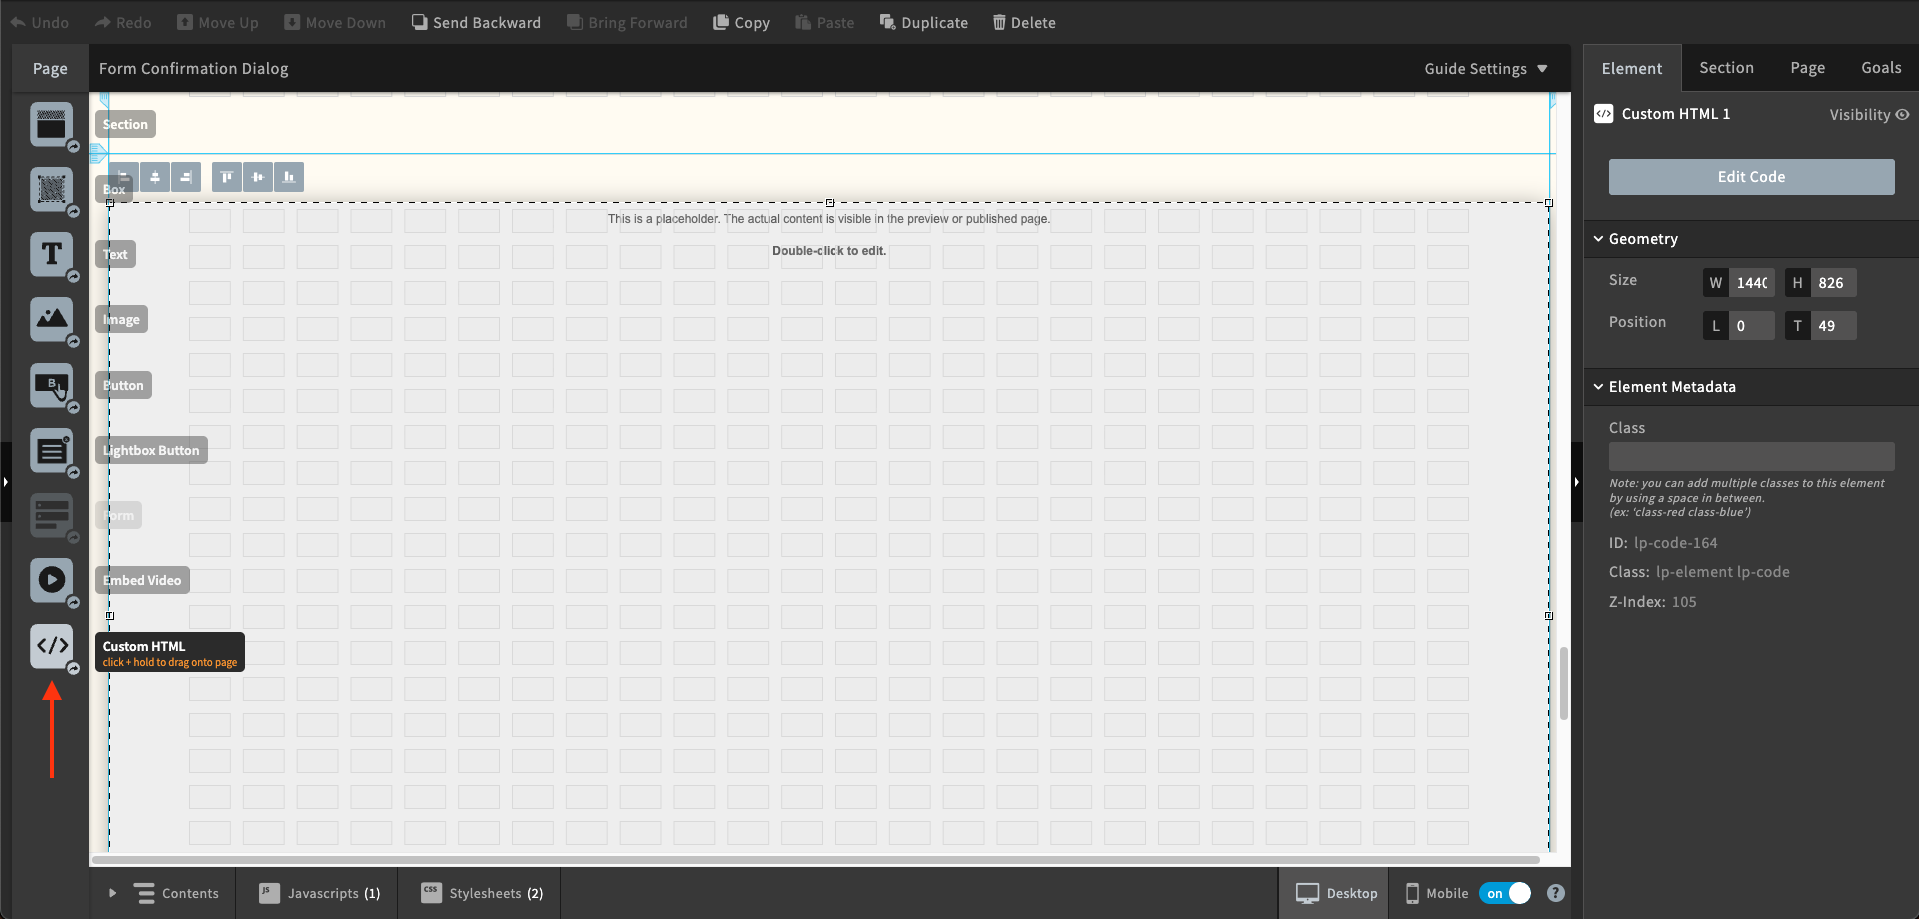 Undo Redo Move Up Move Down Send Backward Bring Forward Copy Paste Duplicate Delete
Page Form Confirmation Dialog Guide Settings
Element Section Page Goals
Section
Box
Text
Image
Button
B
Lightbox Button
Form
Embed Video
Custom HTML
click + hold to drag onto page
This is a placeholder. The actual content is visible in the preview or published page.
Double-click to edit.
Custom HTML 1 Visibility
Edit Code
Geometry
Size W 1440 H 826
Position L 0 T 49
Element Metadata
Class
Note: you can add multiple classes to this element
by using a space in between.
(ex: 'class-red class-blue')
ID: lp-code-164
Class: lp-element lp-code
Z-Index: 105
Contents JS Javascripts (1) CSS Stylesheets (2) Desktop Mobile on ?